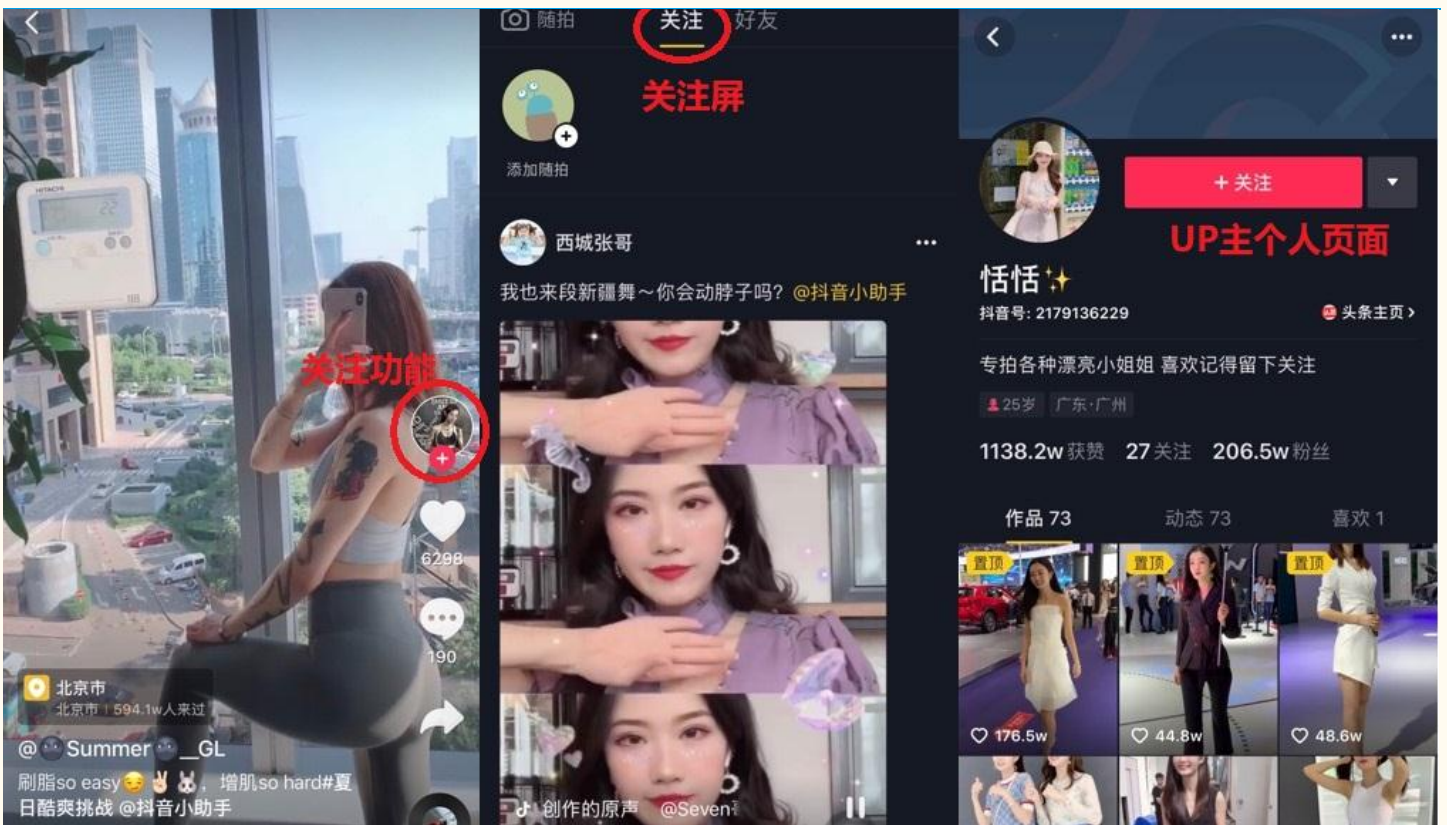 HITACHI
22
关注功能
6298
190
北京市
北京市 | 594.1w人来过
@🌚Summer🌚__GL
刷脂so easy😏✌🐰，增肌so hard#夏
日酷爽挑战 @抖音小助手
随拍 关注 好友
关注屏
添加随拍
西城张哥
我也来段新疆舞～你会动脖子吗？@抖音小助手
创作的原声 @Seven
+关注
UP主个人页面
恬恬✨
抖音号: 2179136229
头条主页
专拍各种漂亮小姐姐 喜欢记得留下关注
25岁 广东·广州
1138.2w获赞 27关注 206.5w粉丝
作品 73 动态 73 喜欢 1
置顶 置顶 置顶
176.5w 44.8w 48.6w